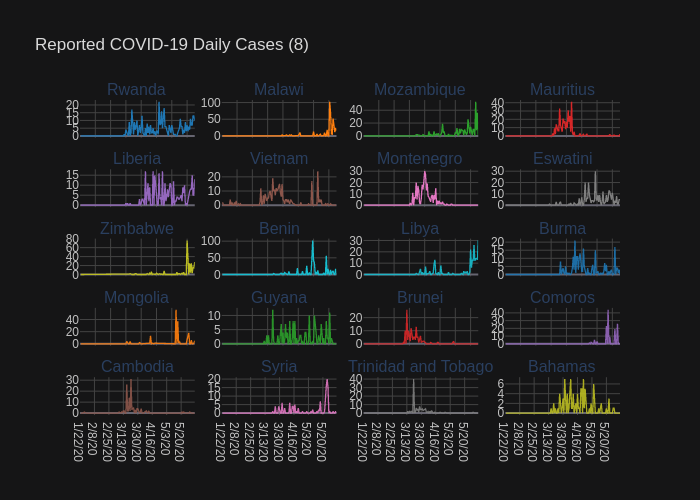 Reported COVID-19 Daily Cases (8)
Rwanda Malawi Mozambique Mauritius
20 15 10 5 0
100 50 0
40 20 0
40 30 20 10 0
Liberia Vietnam Montenegro Eswatini
15 10 5 0
20 10 0
30 20 10 0
30 20 10 0
Zimbabwe Benin Libya Burma
80 60 40 20 0
100 50 0
30 20 10 0
20 15 10 5 0
Mongolia Guyana Brunei Comoros
40 20 0
10 5 0
20 10 0
40 30 20 10 0
Cambodia Syria Trinidad and Tobago Bahamas
30 20 10 0
20 15 10 5 0
40 30 20 10 0
6 4 2 0
1/22/20 2/8/20 2/25/20 3/13/20 3/30/20 4/16/20 5/3/20 5/20/20
1/22/20 2/8/20 2/25/20 3/13/20 3/30/20 4/16/20 5/3/20 5/20/20
1/22/20 2/8/20 2/25/20 3/13/20 3/30/20 4/16/20 5/3/20 5/20/20
1/22/20 2/8/20 2/25/20 3/13/20 3/30/20 4/16/20 5/3/20 5/20/20